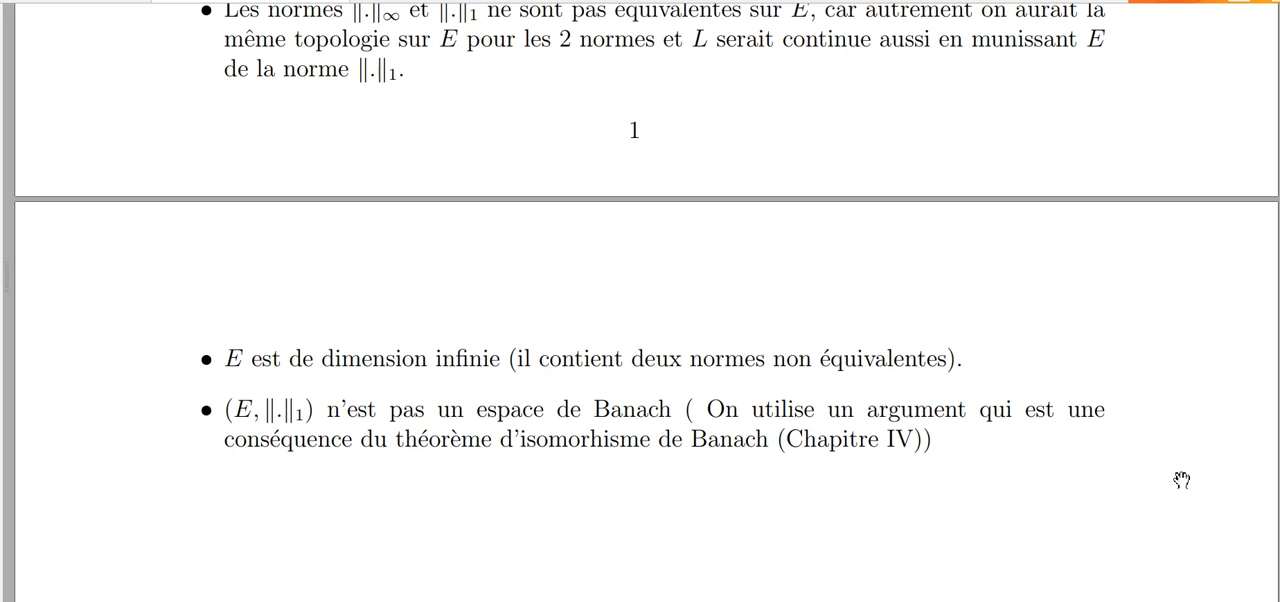 • Les normes ‖.‖∞ et ‖.‖₁ ne sont pas équivalentes sur E, car autrement on aurait la
même topologie sur E pour les 2 normes et L serait continue aussi en munissant E
de la norme ‖.‖₁.
1
• E est de dimension infinie (il contient deux normes non équivalentes).
• (E, ‖.‖₁) n'est pas un espace de Banach ( On utilise un argument qui est une
conséquence du théorème d'isomorhisme de Banach (Chapitre IV))